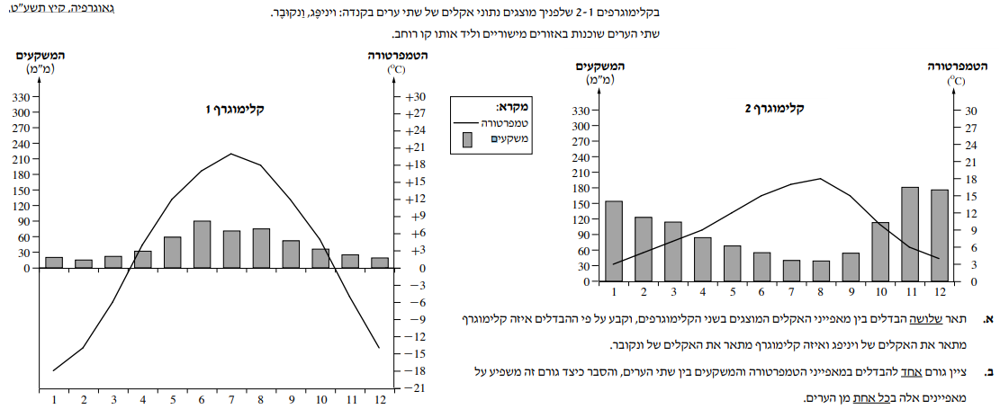 גאוגרפיה, קיץ תשע"ט.
בקלימוגרפים 2-1 שלפניך מוצגים נתוני אקלים של שתי ערים בקנדה: ויניפֶּג, וַנקוּבֶר.
שתי הערים שוכנות באזורים מישוריים וליד אותו קו רוחב.
הטמפרטורה
(°C)
המשקעים
(מ"מ)
קלימוגרף 2
330
300
270
240
210
180
150
120
90
60
30
0
30
27
24
21
18
15
12
9
6
3
0
1 2 3 4 5 6 7 8 9 10 11 12
מקרא:
טמפרטורה
משקעים
הטמפרטורה
(°C)
המשקעים
(מ"מ)
קלימוגרף 1
330
300
270
240
210
180
150
120
90
60
30
0
+30
+27
+24
+21
+18
+15
+12
+9
+6
+3
0
−3
−6
−9
−12
−15
−18
−21
1 2 3 4 5 6 7 8 9 10 11 12
א. תאר שלושה הבדלים בין מאפייני האקלים המוצגים בשני הקלימוגרפים, וקבע על פי ההבדלים איזה קלימוגרף
מתאר את האקלים של ויניפג ואיזה קלימוגרף מתאר את האקלים של ונקובר.
ב. ציין גורם אחד להבדלים במאפייני הטמפרטורה והמשקעים בין שתי הערים, והסבר כיצד גורם זה משפיע על
מאפיינים אלה בכל אחת מן הערים.